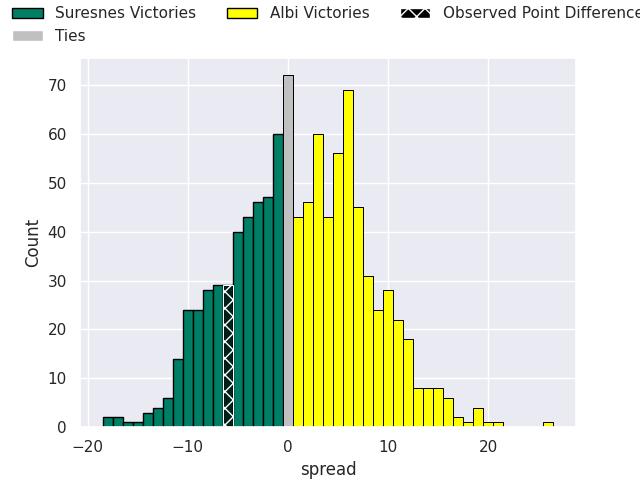 Suresnes Victories Albi Victories Observed Point Difference
Ties
70
60
50
40
30
20
10
0
Count
−20 −10 0 10 20
spread